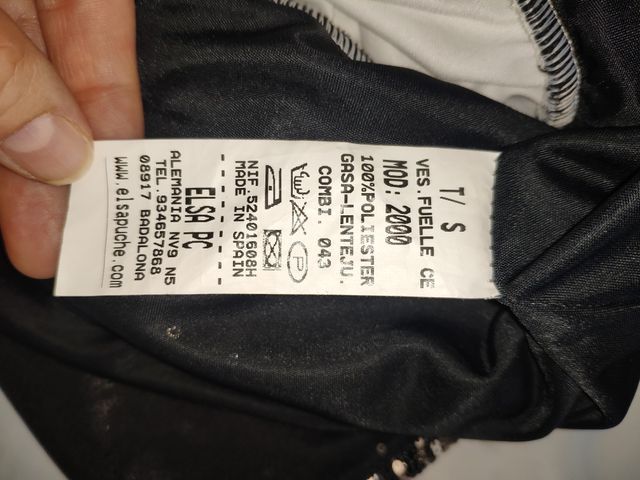 T/ S
VES.FUELLE CE
MOD: 2000
100%POLIESTER
GASA-LENTEJU.
COMBI. 043
P
MADE IN SPAIN
NIF.52401608H
- - - - - - - - -
ELSA PC
ALEMANIA NV9 N5
TEL.934657868
08917 BADALONA
www.elsapuche.com